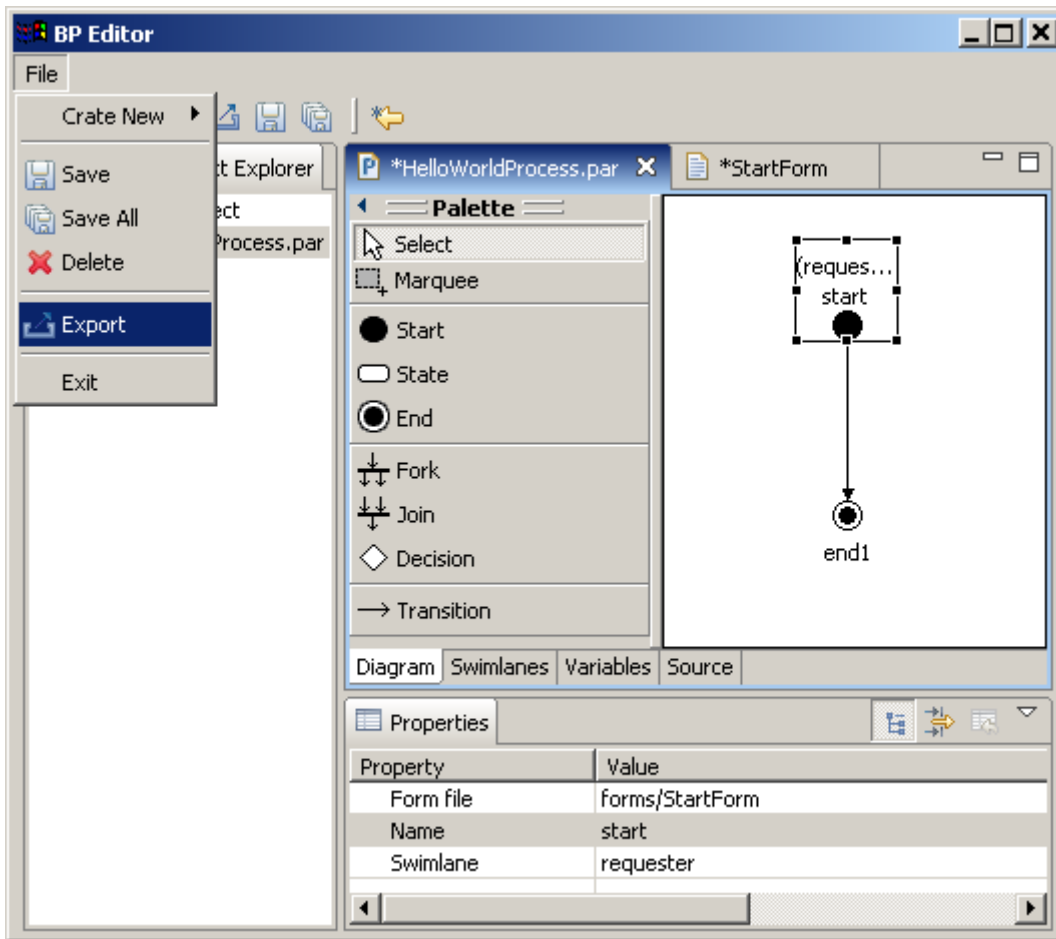 BP Editor
File
Crate New
Save
Save All
Delete
Export
Exit
t Explorer
ect
Process.par
*HelloWorldProcess.par
*StartForm
Palette
Select
Marquee
Start
State
End
Fork
Join
Decision
Transition
(reques...
start
end1
Diagram Swimlanes Variables Source
Properties
Property Value
Form file forms/StartForm
Name start
Swimlane requester